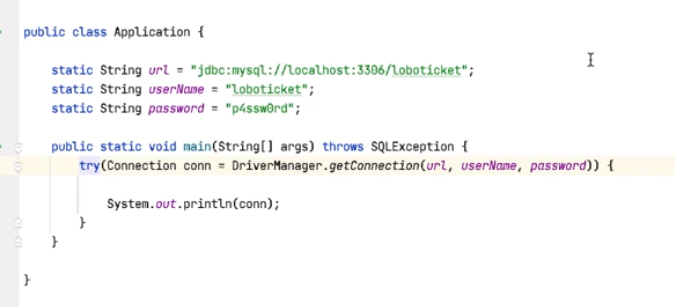 public class Application {
static String url = "jdbc:mysql://localhost:3306/loboticket";
static String userName = "loboticket";
static String password = "p4ssw0rd";
public static void main(String[] args) throws SQLException {
try(Connection conn = DriverManager.getConnection(url, userName, password)) {
System.out.println(conn);
}
}
}